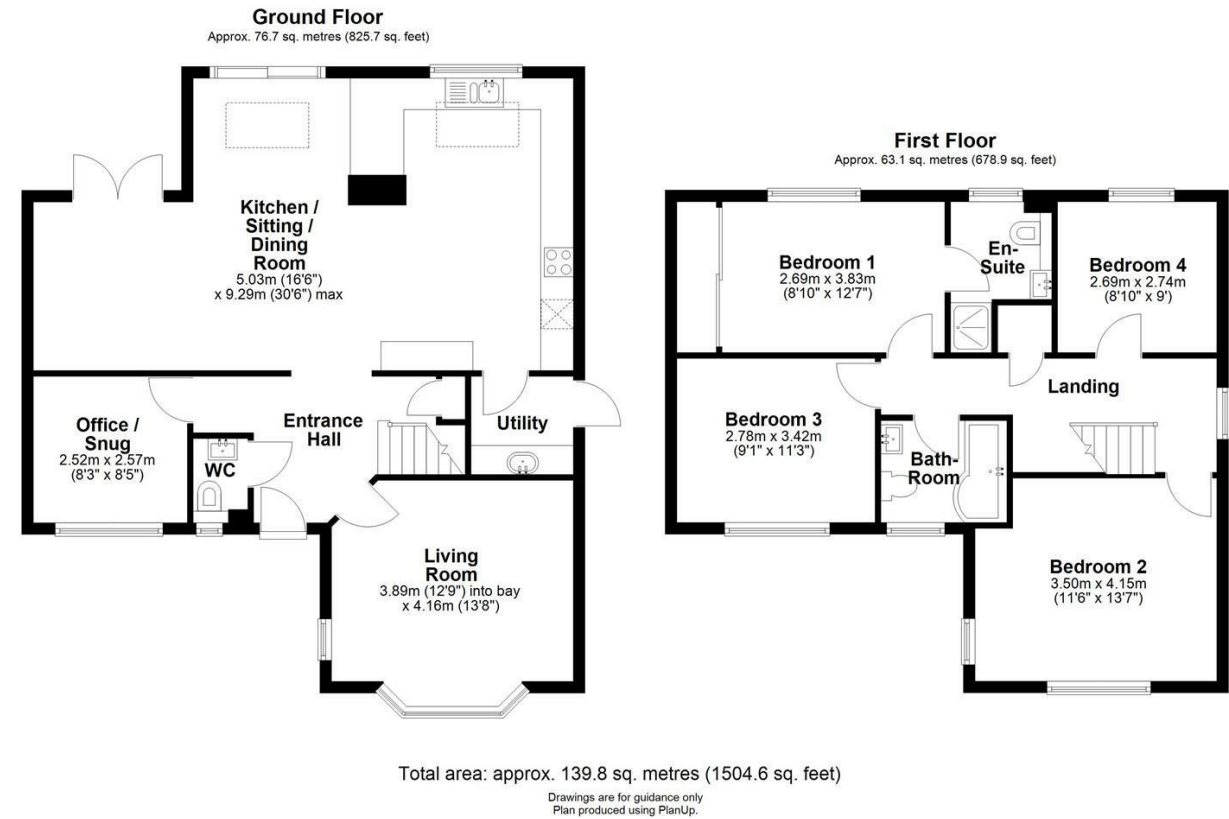 Ground Floor
Approx. 76.7 sq. metres (825.7 sq. feet)
Kitchen /
Sitting /
Dining
Room
5.03m (16'6")
x 9.29m (30'6") max
Office /
Snug
2.52m x 2.57m
(8'3" x 8'5")
WC
Entrance
Hall
Utility
Living
Room
3.89m (12'9") into bay
x 4.16m (13'8")
First Floor
Approx. 63.1 sq. metres (678.9 sq. feet)
Bedroom 1
2.69m x 3.83m
(8'10" x 12'7")
En-
Suite
Bedroom 4
2.69m x 2.74m
(8'10" x 9')
Landing
Bedroom 3
2.78m x 3.42m
(9'1" x 11'3")
Bath-
Room
Bedroom 2
3.50m x 4.15m
(11'6" x 13'7")
Total area: approx. 139.8 sq. metres (1504.6 sq. feet)
Drawings are for guidance only
Plan produced using PlanUp.